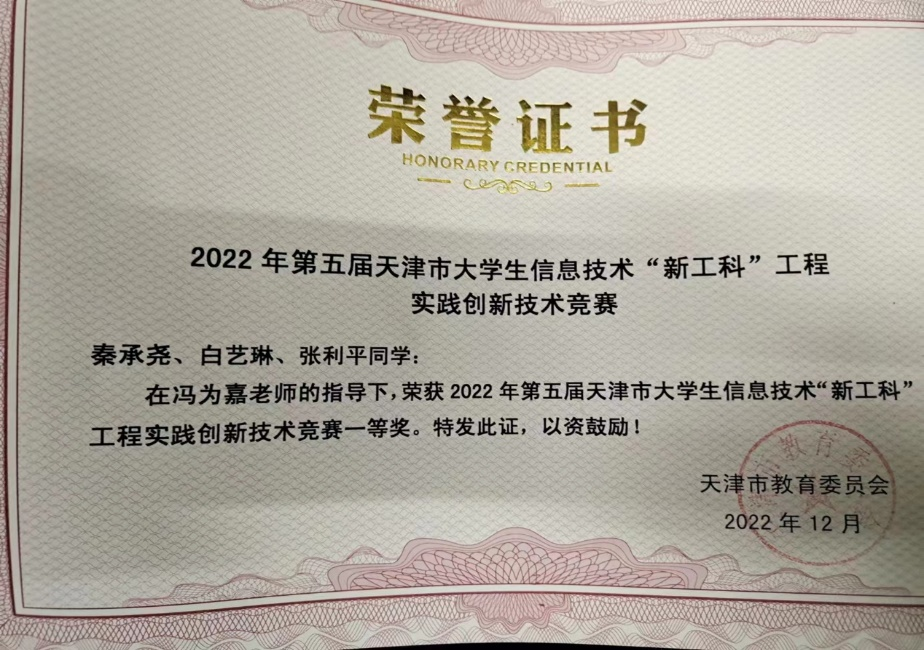 荣誉证书
HONORARY CREDENTIAL
2022 年第五届天津市大学生信息技术“新工科”工程
实践创新技术竞赛
秦承尧、白艺琳、张利平同学：
在冯为嘉老师的指导下，荣获 2022 年第五届天津市大学生信息技术“新工科”
工程实践创新技术竞赛一等奖。特发此证，以资鼓励！
天津市教育委员会
2022 年 12 月
市教育委